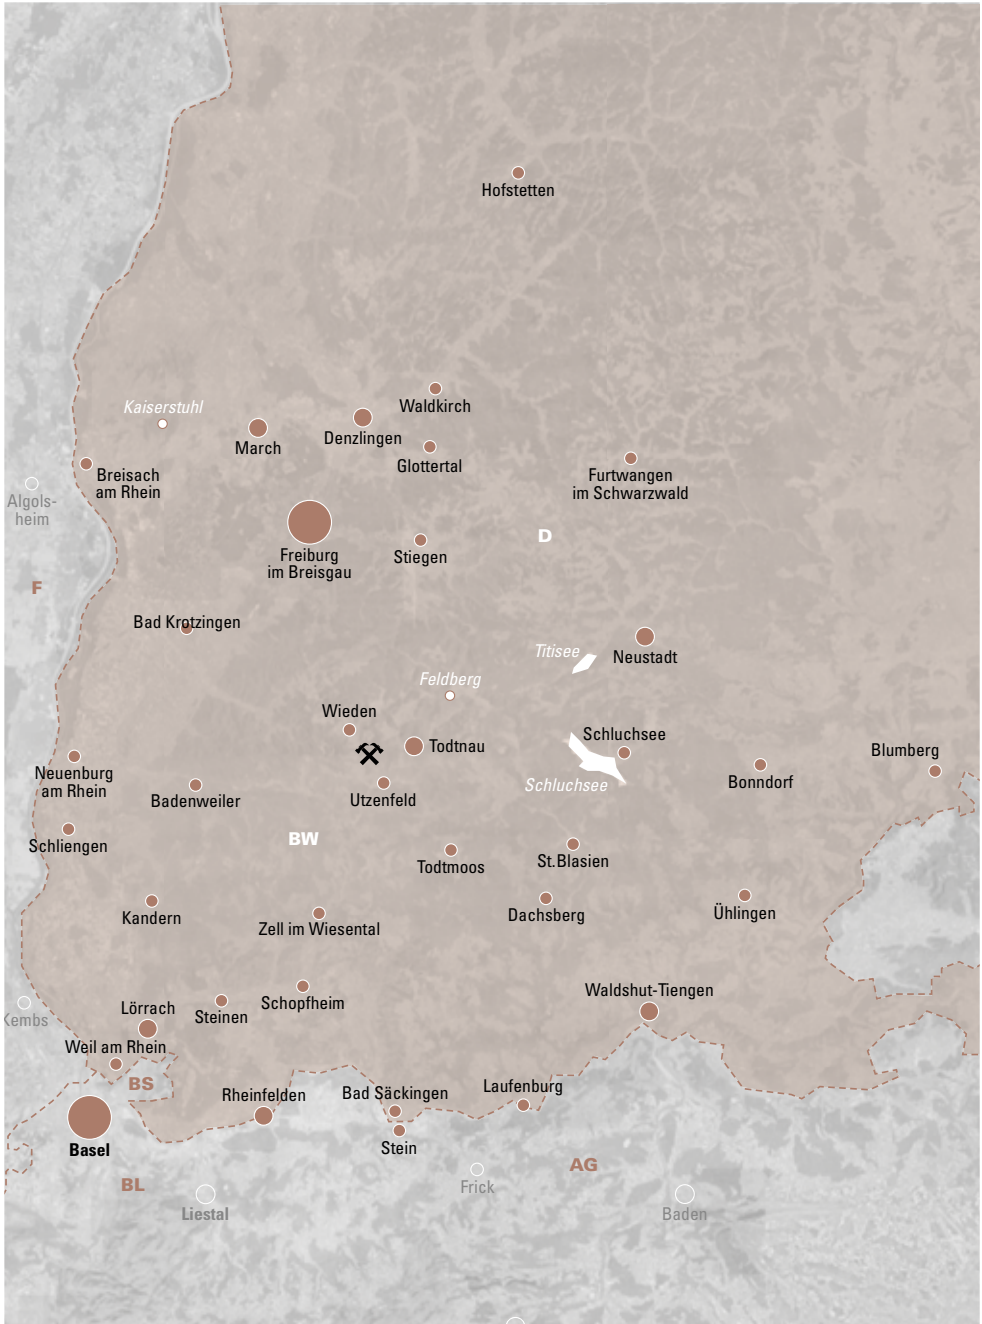 Hofstetten
Waldkirch
Kaiserstuhl
March
Denzlingen
Glottertal
Breisach
am Rhein
Furtwangen
im Schwarzwald
Algols-
heim
Freiburg
im Breisgau
Stiegen
D
F
Bad Krotzingen
Titisee
Neustadt
Feldberg
Wieden
Todtnau
Schluchsee
Blumberg
Neuenburg
am Rhein
Badenweiler
Utzenfeld
Schluchsee
Bonndorf
Schliengen
BW
Todtmoos
St.Blasien
Kandern
Zell im Wiesental
Dachsberg
Ühlingen
Waldshut-Tiengen
Schopfheim
Steinen
Lörrach
Kembs
Weil am Rhein
BS
Rheinfelden
Bad Säckingen
Laufenburg
Basel
Stein
AG
BL
Frick
Liestal
Baden